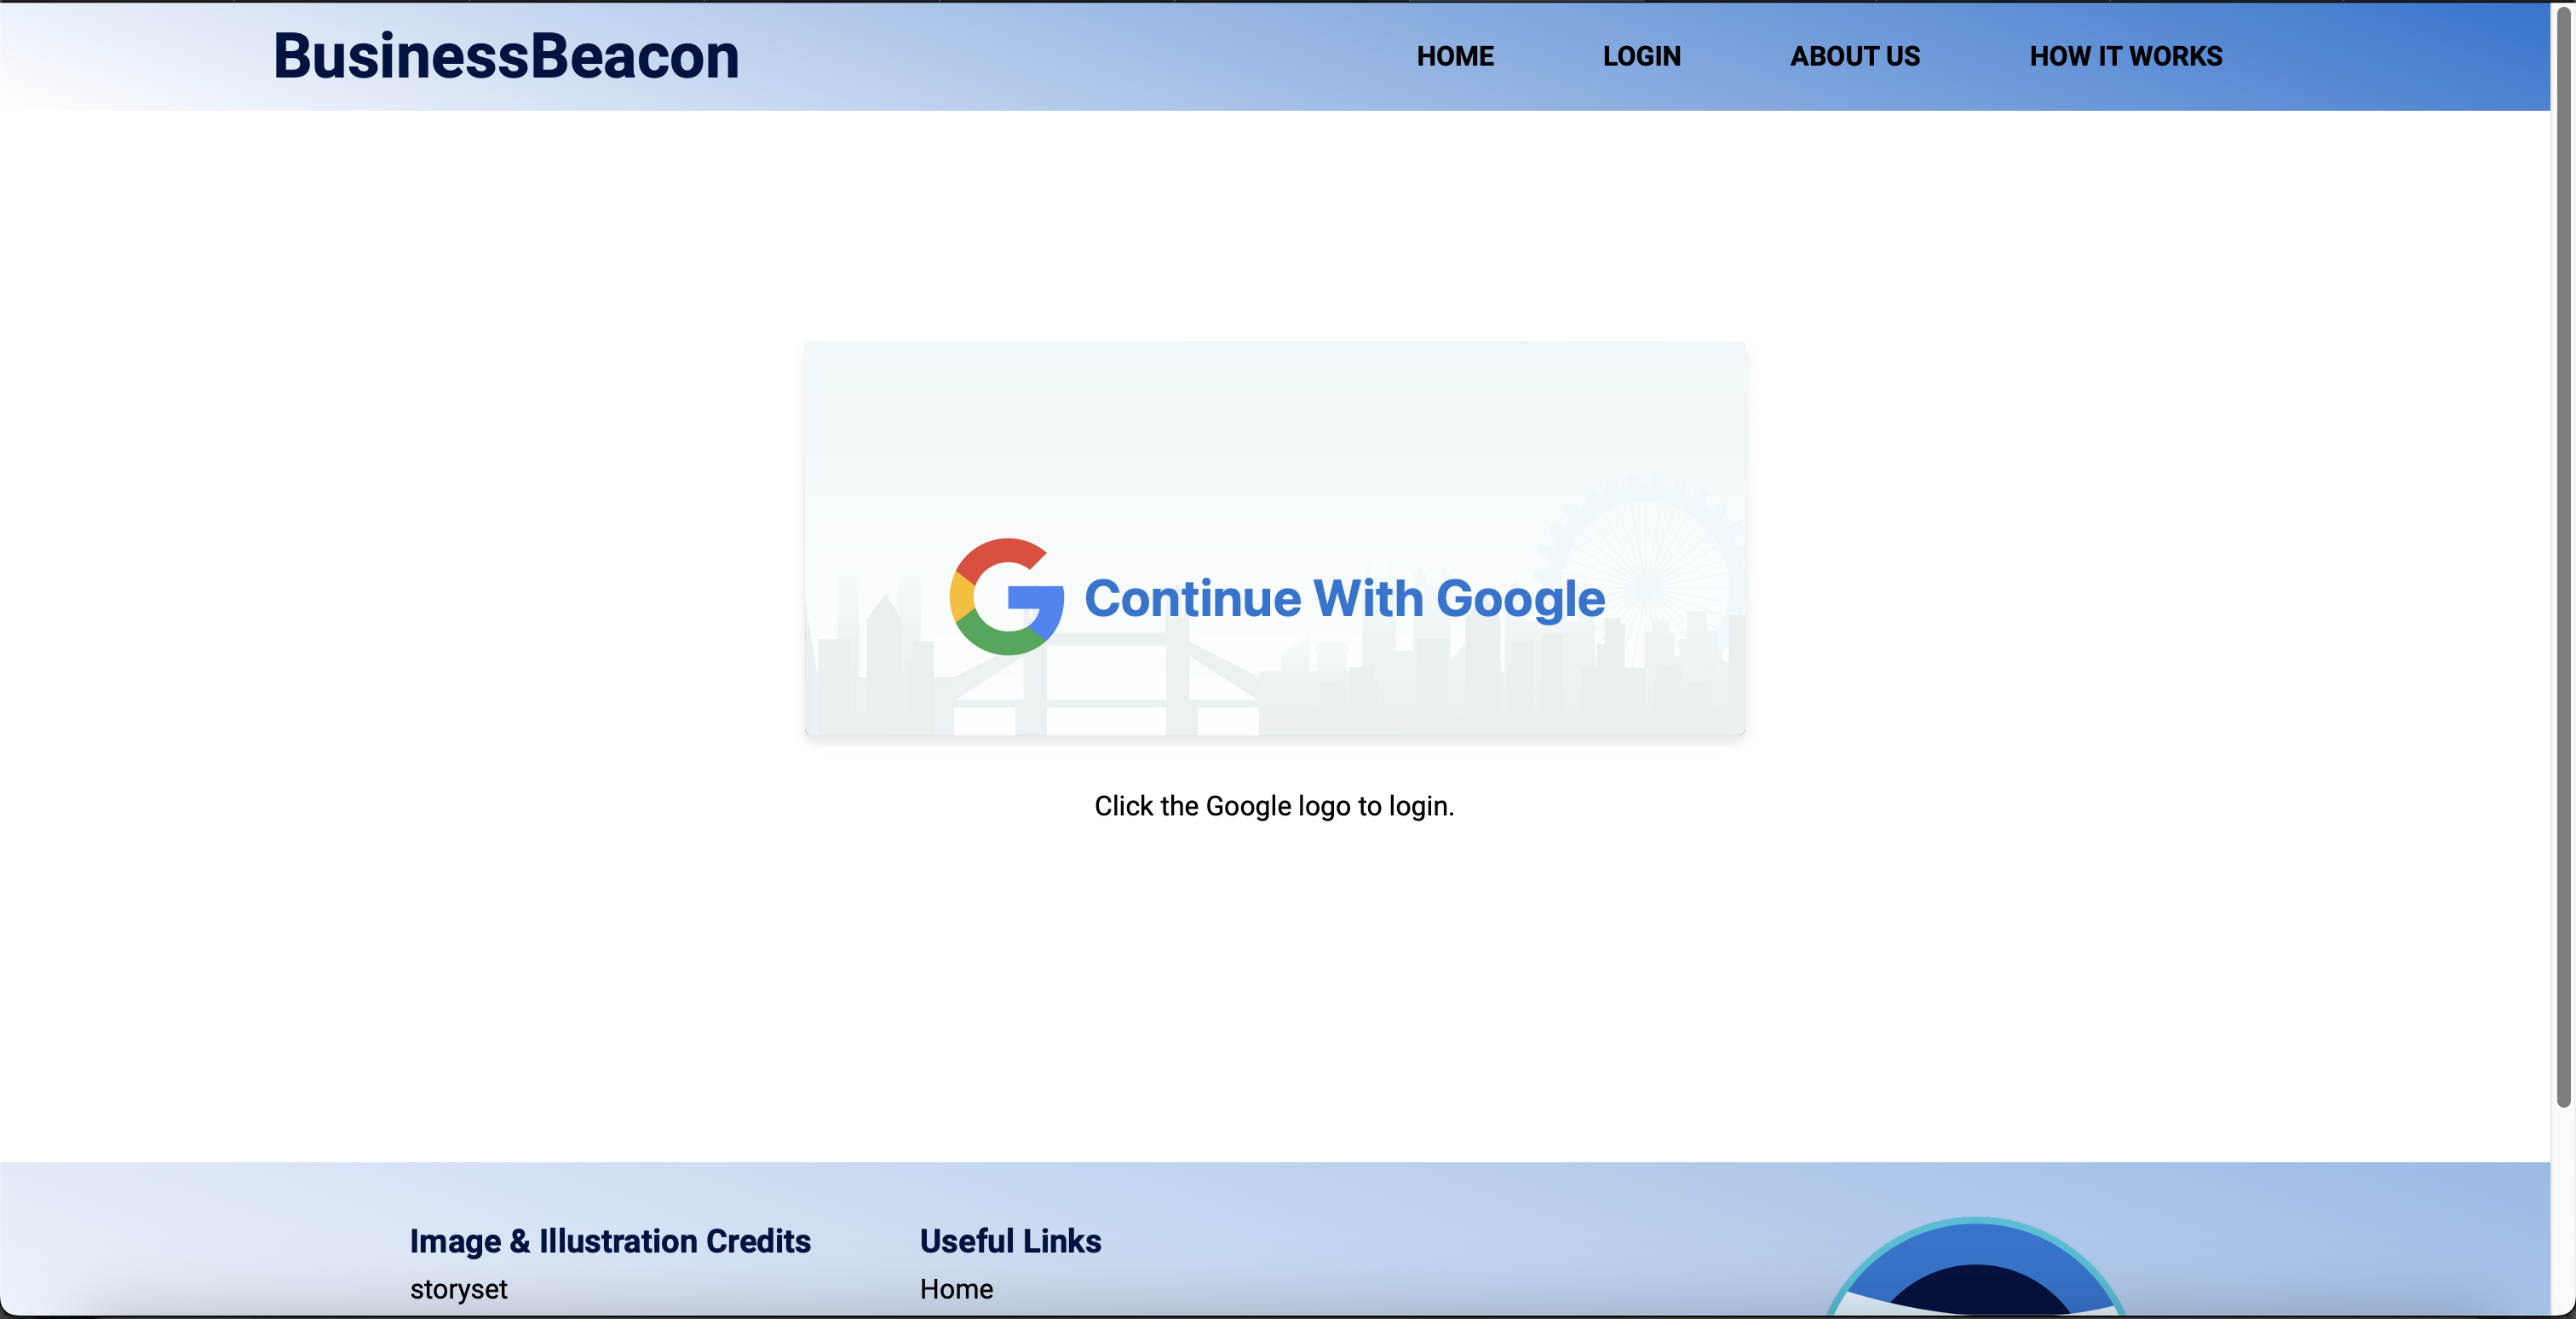 BusinessBeacon
HOME LOGIN ABOUT US HOW IT WORKS
Continue With Google
Click the Google logo to login.
Image & Illustration Credits
storyset
Useful Links
Home